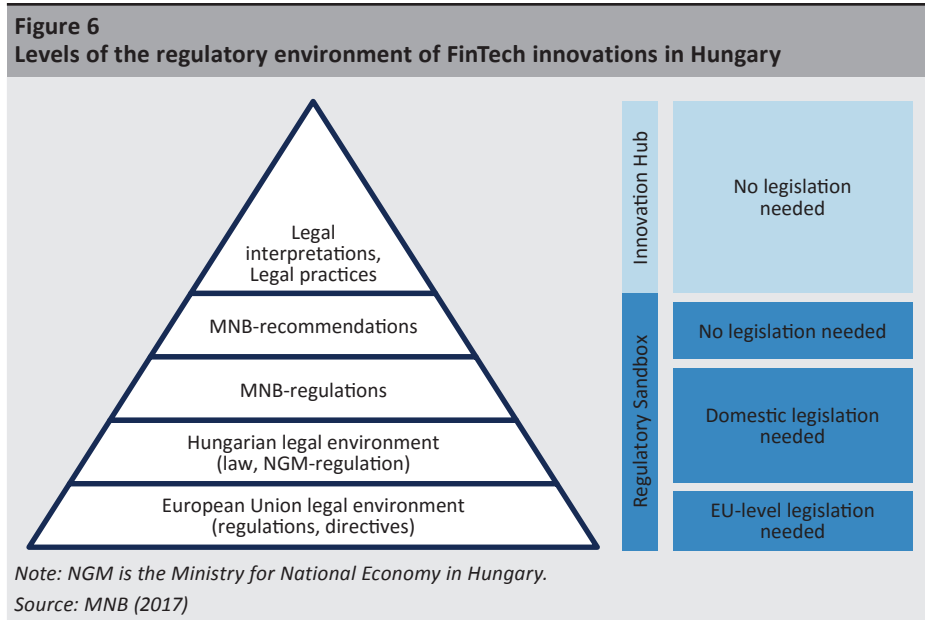 Figure 6
Levels of the regulatory environment of FinTech innovations in Hungary
Legal
interpretations,
Legal practices
MNB-recommendations
MNB-regulations
Hungarian legal environment
(law, NGM-regulation)
European Union legal environment
(regulations, directives)
Innovation Hub
Regulatory Sandbox
No legislation
needed
No legislation needed
Domestic legislation
needed
EU-level legislation
needed
Note: NGM is the Ministry for National Economy in Hungary.
Source: MNB (2017)